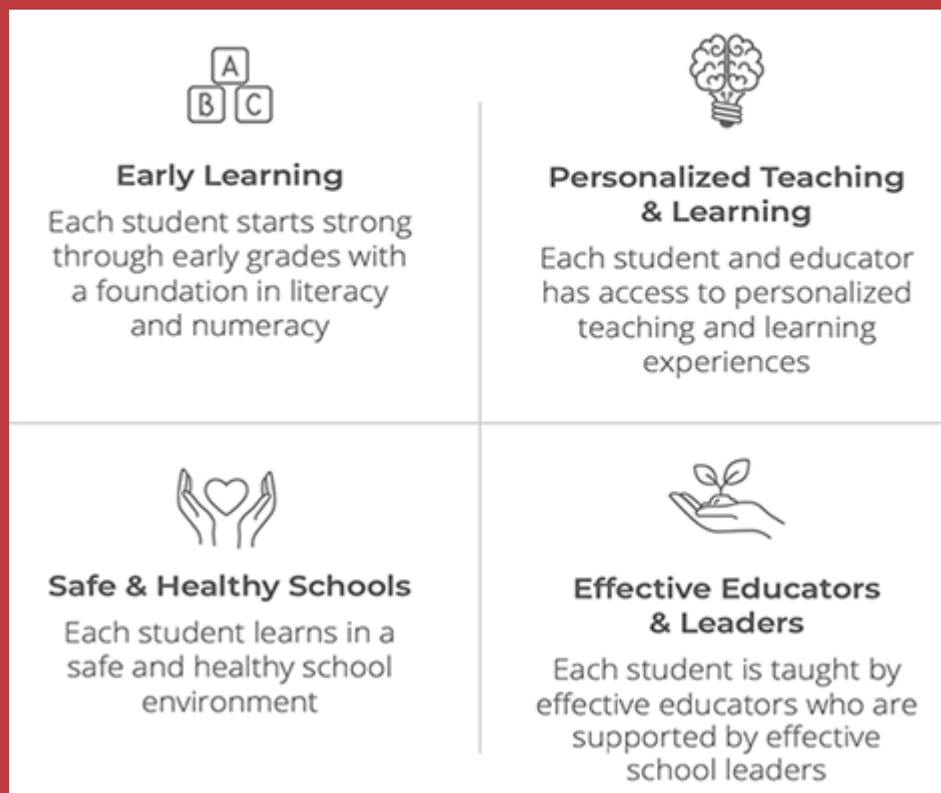 A
B C
Early Learning
Each student starts strong
through early grades with
a foundation in literacy
and numeracy
Personalized Teaching
& Learning
Each student and educator
has access to personalized
teaching and learning
experiences
Safe & Healthy Schools
Each student learns in a
safe and healthy school
environment
Effective Educators
& Leaders
Each student is taught by
effective educators who are
supported by effective
school leaders